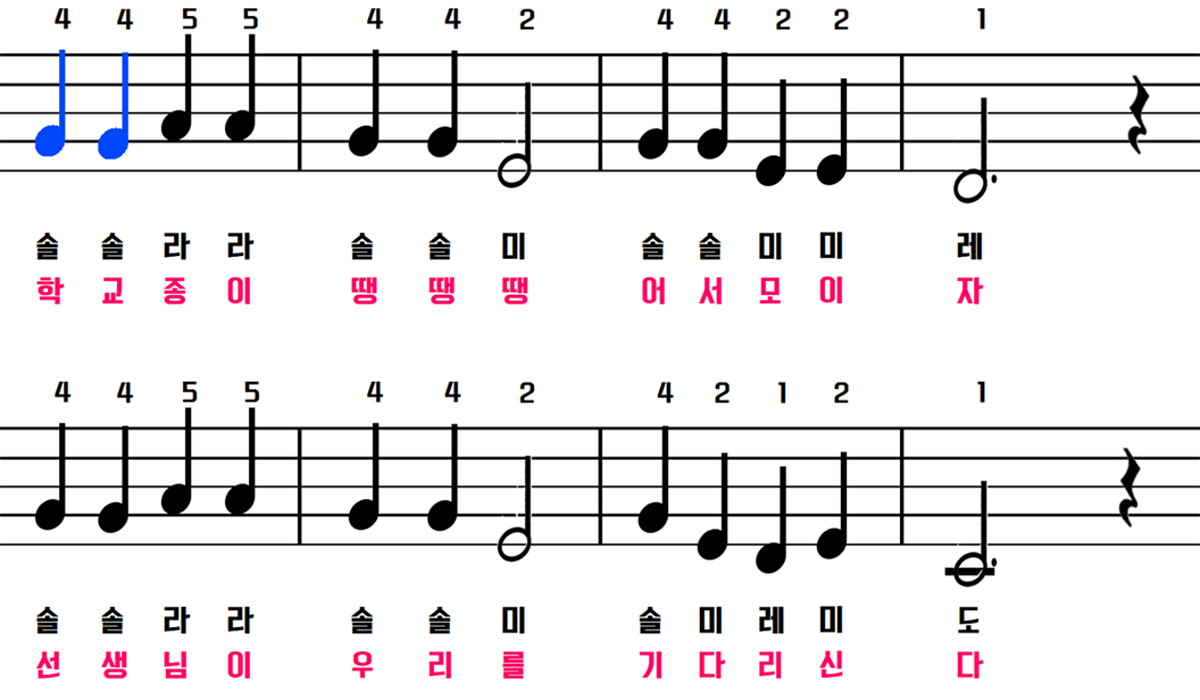 4 4 5 5 4 4 2 4 4 2 2 1
솔 솔 라 라 솔 솔 미 솔 솔 미 미 레
학 교 종 이 땡 땡 땡 어 서 모 이 자
4 4 5 5 4 4 2 4 2 1 2 1
솔 솔 라 라 솔 솔 미 솔 미 레 미 도
선 생 님 이 우 리 를 기 다 리 신 다